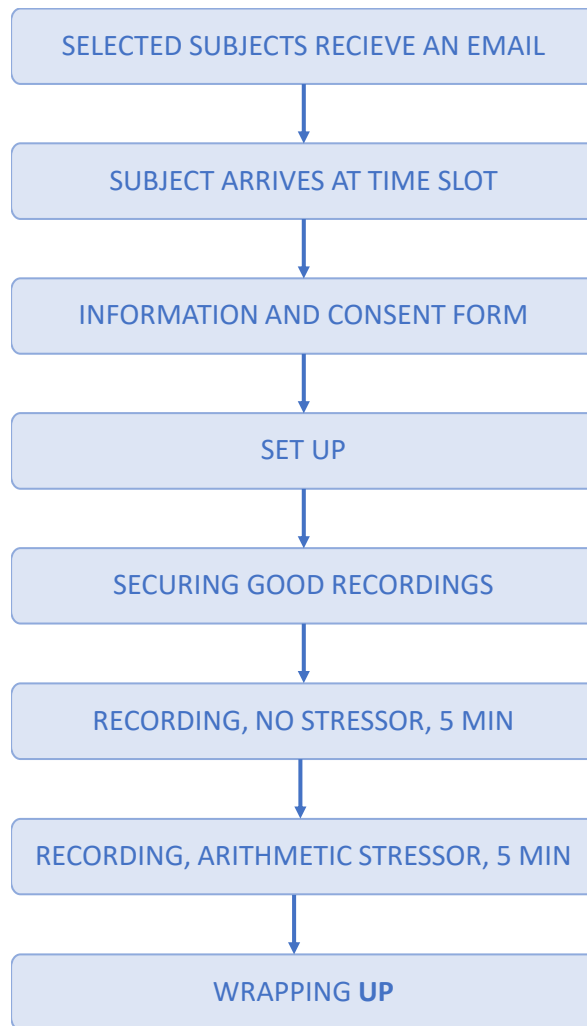 SELECTED SUBJECTS RECIEVE AN EMAIL
SUBJECT ARRIVES AT TIME SLOT
INFORMATION AND CONSENT FORM
SET UP
SECURING GOOD RECORDINGS
RECORDING, NO STRESSOR, 5 MIN
RECORDING, ARITHMETIC STRESSOR, 5 MIN
WRAPPING UP